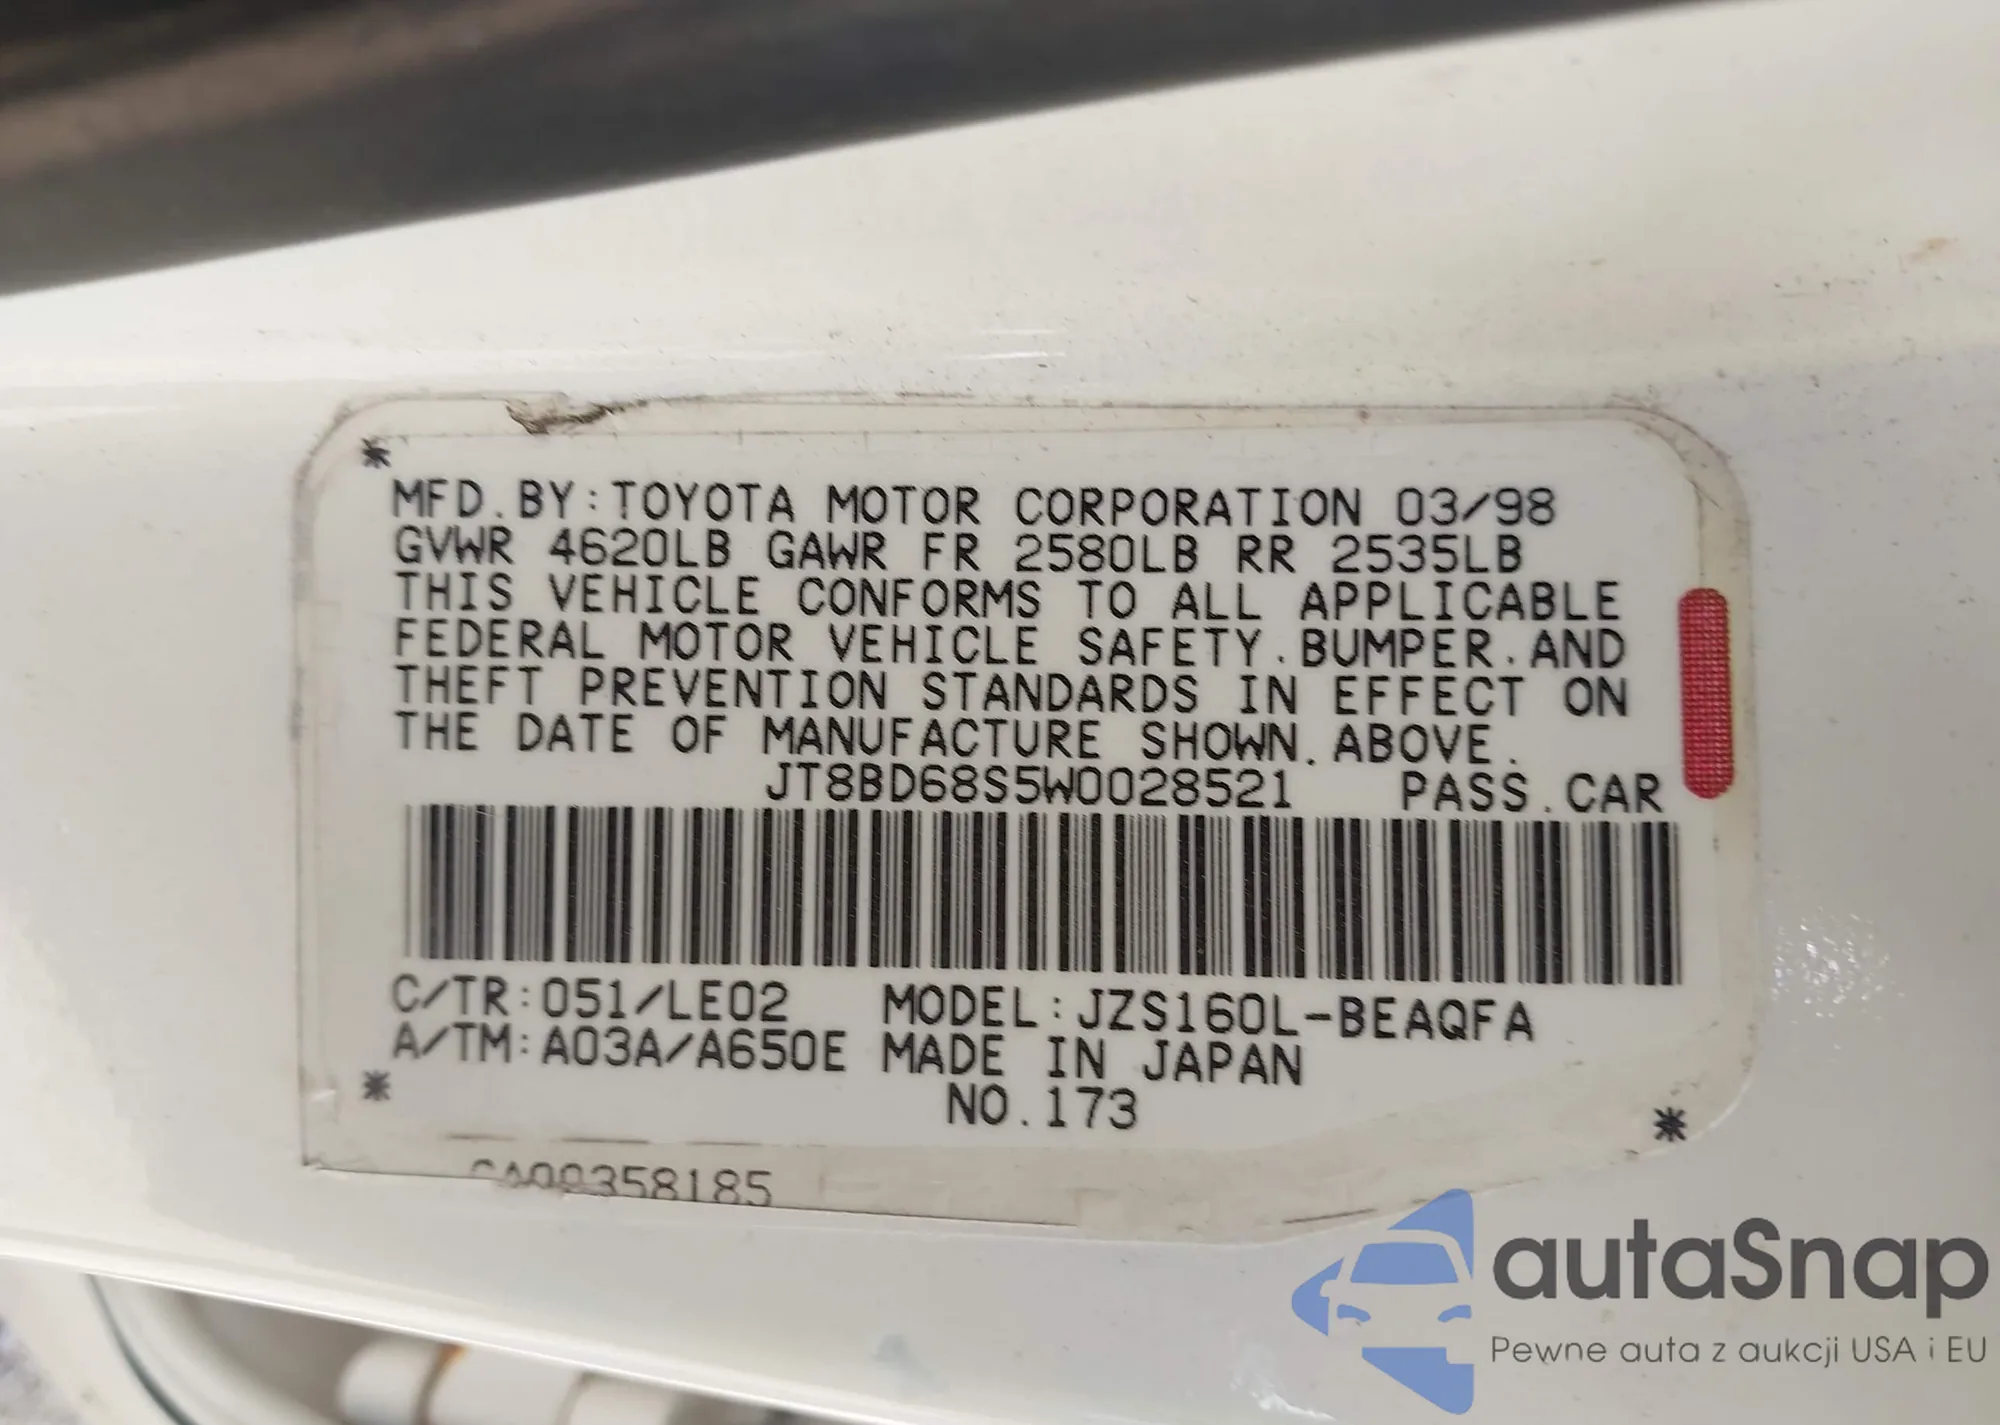 MFD.BY:TOYOTA MOTOR CORPORATION 03/98
GVWR 4620LB GAWR FR 2580LB RR 2535LB
THIS VEHICLE CONFORMS TO ALL APPLICABLE
FEDERAL MOTOR VEHICLE SAFETY.BUMPER.AND
THEFT PREVENTION STANDARDS IN EFFECT ON
THE DATE OF MANUFACTURE SHOWN.ABOVE.
JT8BD68S5W0028521 PASS.CAR
C/TR:051/LE02 MODEL:JZS160L-BEAQFA
A/TM:A03A/A650E MADE IN JAPAN
NO.173
autaSnap
Pewne auta z aukcji USA i EU